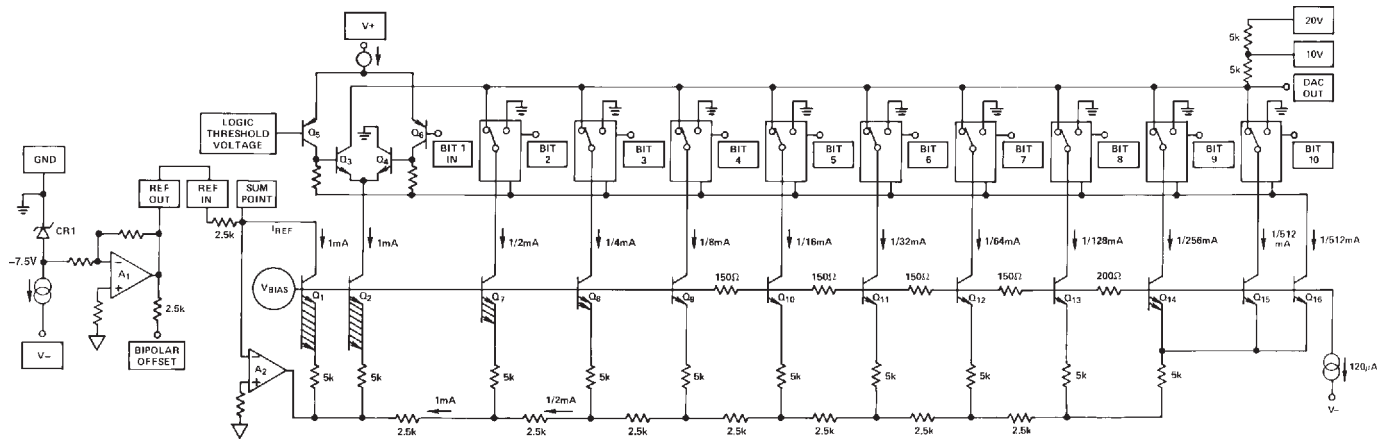 V+
20V
5k
10V
5k
DAC OUT
LOGIC THRESHOLD VOLTAGE
Q5
Q6
Q3
Q4
BIT 1 IN
BIT 2
BIT 3
BIT 4
BIT 5
BIT 6
BIT 7
BIT 8
BIT 9
BIT 10
GND
REF OUT
REF IN
SUM POINT
CR1
2.5k
IREF
1mA
1mA
1/2mA
1/4mA
1/8mA
1/16mA
1/32mA
1/64mA
1/128mA
1/256mA
1/512 mA
1/512mA
−7.5V
A1
−
+
2.5k
V−
BIPOLAR OFFSET
VBIAS
150Ω
150Ω
150Ω
150Ω
200Ω
Q1
Q2
Q7
Q8
Q9
Q10
Q11
Q12
Q13
Q14
Q15
Q16
A2
−
+
5k
5k
5k
5k
5k
5k
5k
5k
5k
5k
120µA
V−
1mA
1/2mA
2.5k
2.5k
2.5k
2.5k
2.5k
2.5k
2.5k